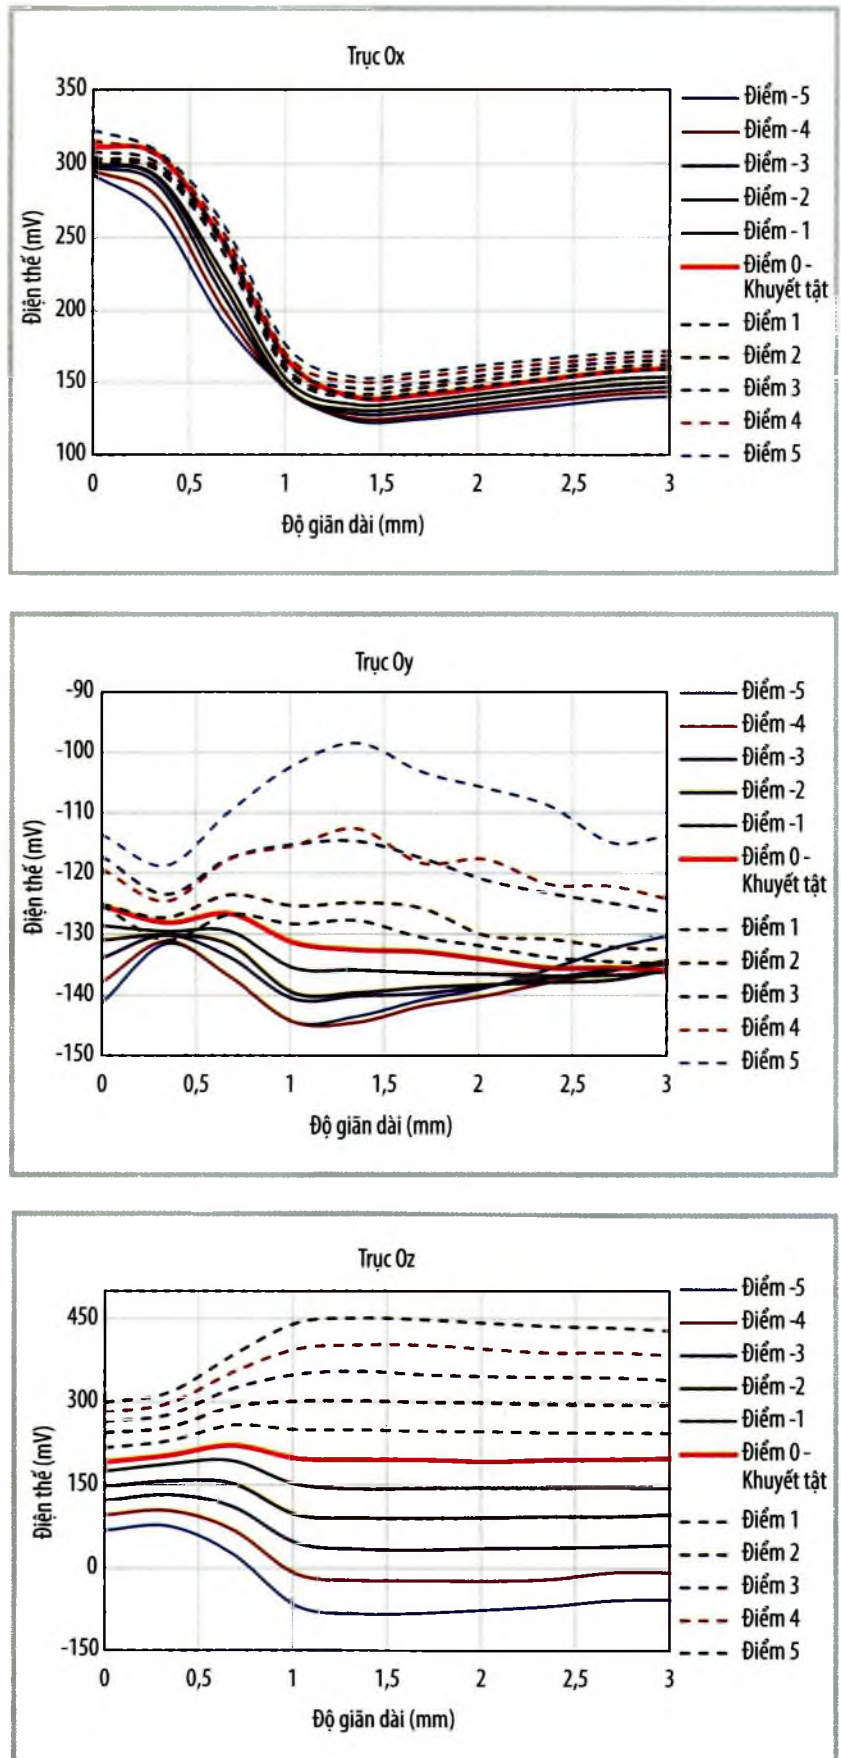 Trục Ox
350
300
250
200
150
100
Điện thế (mV)
0 0,5 1 1,5 2 2,5 3
Độ giãn dài (mm)
Điểm -5
Điểm -4
Điểm -3
Điểm -2
Điểm -1
Điểm 0 -
Khuyết tật
Điểm 1
Điểm 2
Điểm 3
Điểm 4
Điểm 5
Trục Oy
-90
-100
-110
-120
-130
-140
-150
Điện thế (mV)
0 0,5 1 1,5 2 2,5 3
Độ giãn dài (mm)
Điểm -5
Điểm -4
Điểm -3
Điểm -2
Điểm -1
Điểm 0 -
Khuyết tật
Điểm 1
Điểm 2
Điểm 3
Điểm 4
Điểm 5
Trục Oz
450
300
150
0
-150
Điện thế (mV)
0 0,5 1 1,5 2 2,5 3
Độ giãn dài (mm)
Điểm -5
Điểm -4
Điểm -3
Điểm -2
Điểm -1
Điểm 0 -
Khuyết tật
Điểm 1
Điểm 2
Điểm 3
Điểm 4
Điểm 5